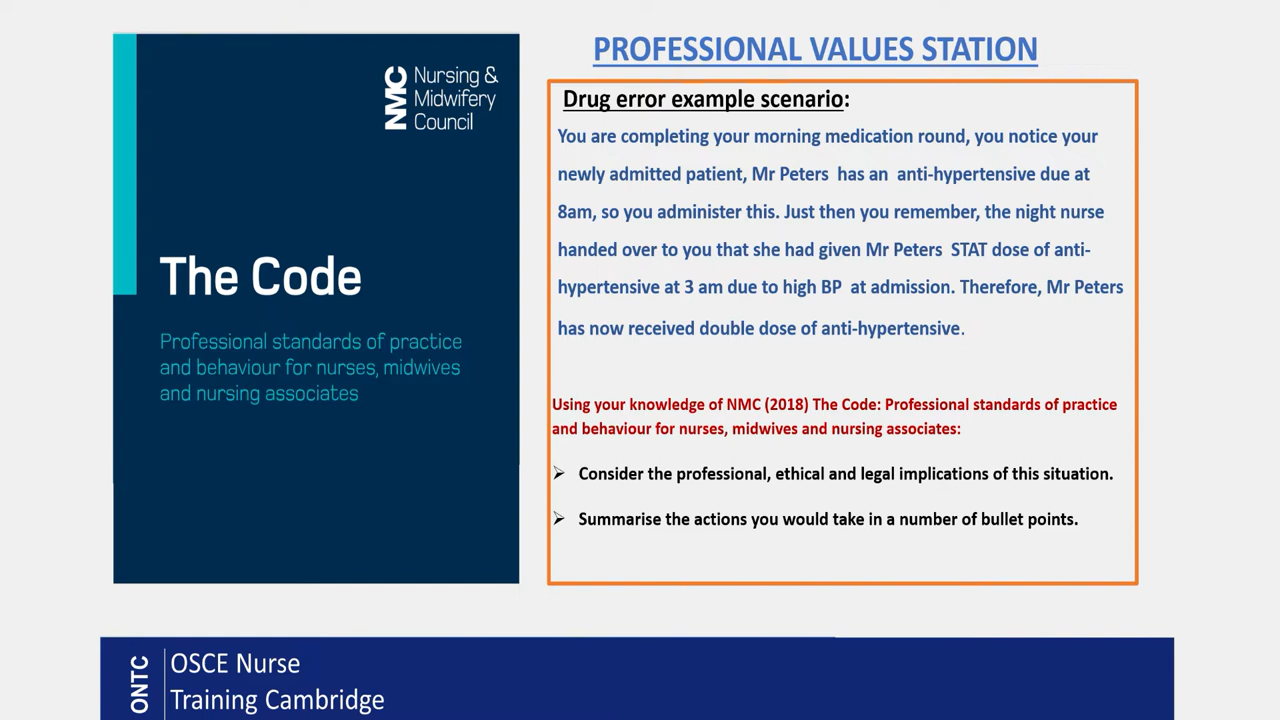 NMC
Nursing &
Midwifery
Council
The Code
Professional standards of practice
and behaviour for nurses, midwives
and nursing associates
PROFESSIONAL VALUES STATION
Drug error example scenario:
You are completing your morning medication round, you notice your
newly admitted patient, Mr Peters has an anti-hypertensive due at
8am, so you administer this. Just then you remember, the night nurse
handed over to you that she had given Mr Peters STAT dose of anti-
hypertensive at 3 am due to high BP at admission. Therefore, Mr Peters
has now received double dose of anti-hypertensive.
Using your knowledge of NMC (2018) The Code: Professional standards of practice
and behaviour for nurses, midwives and nursing associates:
➢ Consider the professional, ethical and legal implications of this situation.
➢ Summarise the actions you would take in a number of bullet points.
ONTC
OSCE Nurse
Training Cambridge